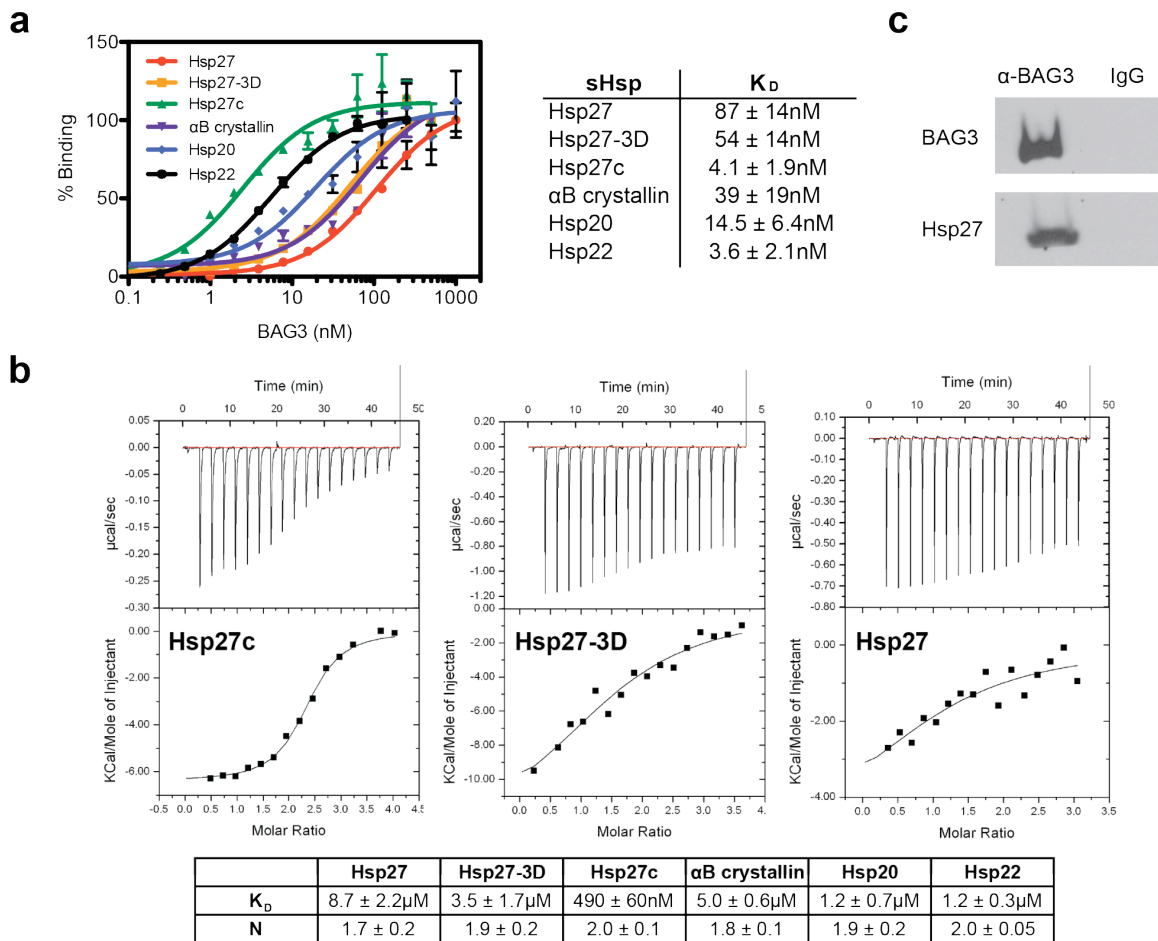 a
150
100
50
0
% Binding
Hsp27
Hsp27-3D
Hsp27c
αB crystallin
Hsp20
Hsp22
0.1 1 10 100 1000
BAG3 (nM)
sHsp K D
Hsp27 87 ± 14nM
Hsp27-3D 54 ± 14nM
Hsp27c 4.1 ± 1.9nM
αB crystallin 39 ± 19nM
Hsp20 14.5 ± 6.4nM
Hsp22 3.6 ± 2.1nM
c
α-BAG3 IgG
BAG3
Hsp27
b
Time (min)
0 10 20 30 40 50
0.05
0.00
-0.05
-0.10
-0.15
-0.20
-0.25
-0.30
µcal/sec
0.00
-2.00
-4.00
-6.00
KCal/Mole of Injectant
Hsp27c
-0.5 0.0 0.5 1.0 1.5 2.0 2.5 3.0 3.5 4.0 4.5
Molar Ratio
Time (min)
0 10 20 30 40 5
0.20
0.00
-0.20
-0.40
-0.60
-0.80
-1.00
-1.20
µcal/sec
0.00
-2.00
-4.00
-6.00
-8.00
-10.00
KCal/Mole of Injectant
Hsp27-3D
0.0 0.5 1.0 1.5 2.0 2.5 3.0 3.5 4.
Molar Ratio
Time (min)
0 10 20 30 40 50
0.10
0.00
-0.10
-0.20
-0.30
-0.40
-0.50
-0.60
-0.70
-0.80
µcal/sec
0.00
-2.00
-4.00
KCal/Mole of Injectant
Hsp27
0.0 0.5 1.0 1.5 2.0 2.5 3.0 3.5
Molar Ratio
Hsp27 Hsp27-3D Hsp27c αB crystallin Hsp20 Hsp22
K D 8.7 ± 2.2µM 3.5 ± 1.7µM 490 ± 60nM 5.0 ± 0.6µM 1.2 ± 0.7µM 1.2 ± 0.3µM
N 1.7 ± 0.2 1.9 ± 0.2 2.0 ± 0.1 1.8 ± 0.1 1.9 ± 0.2 2.0 ± 0.05